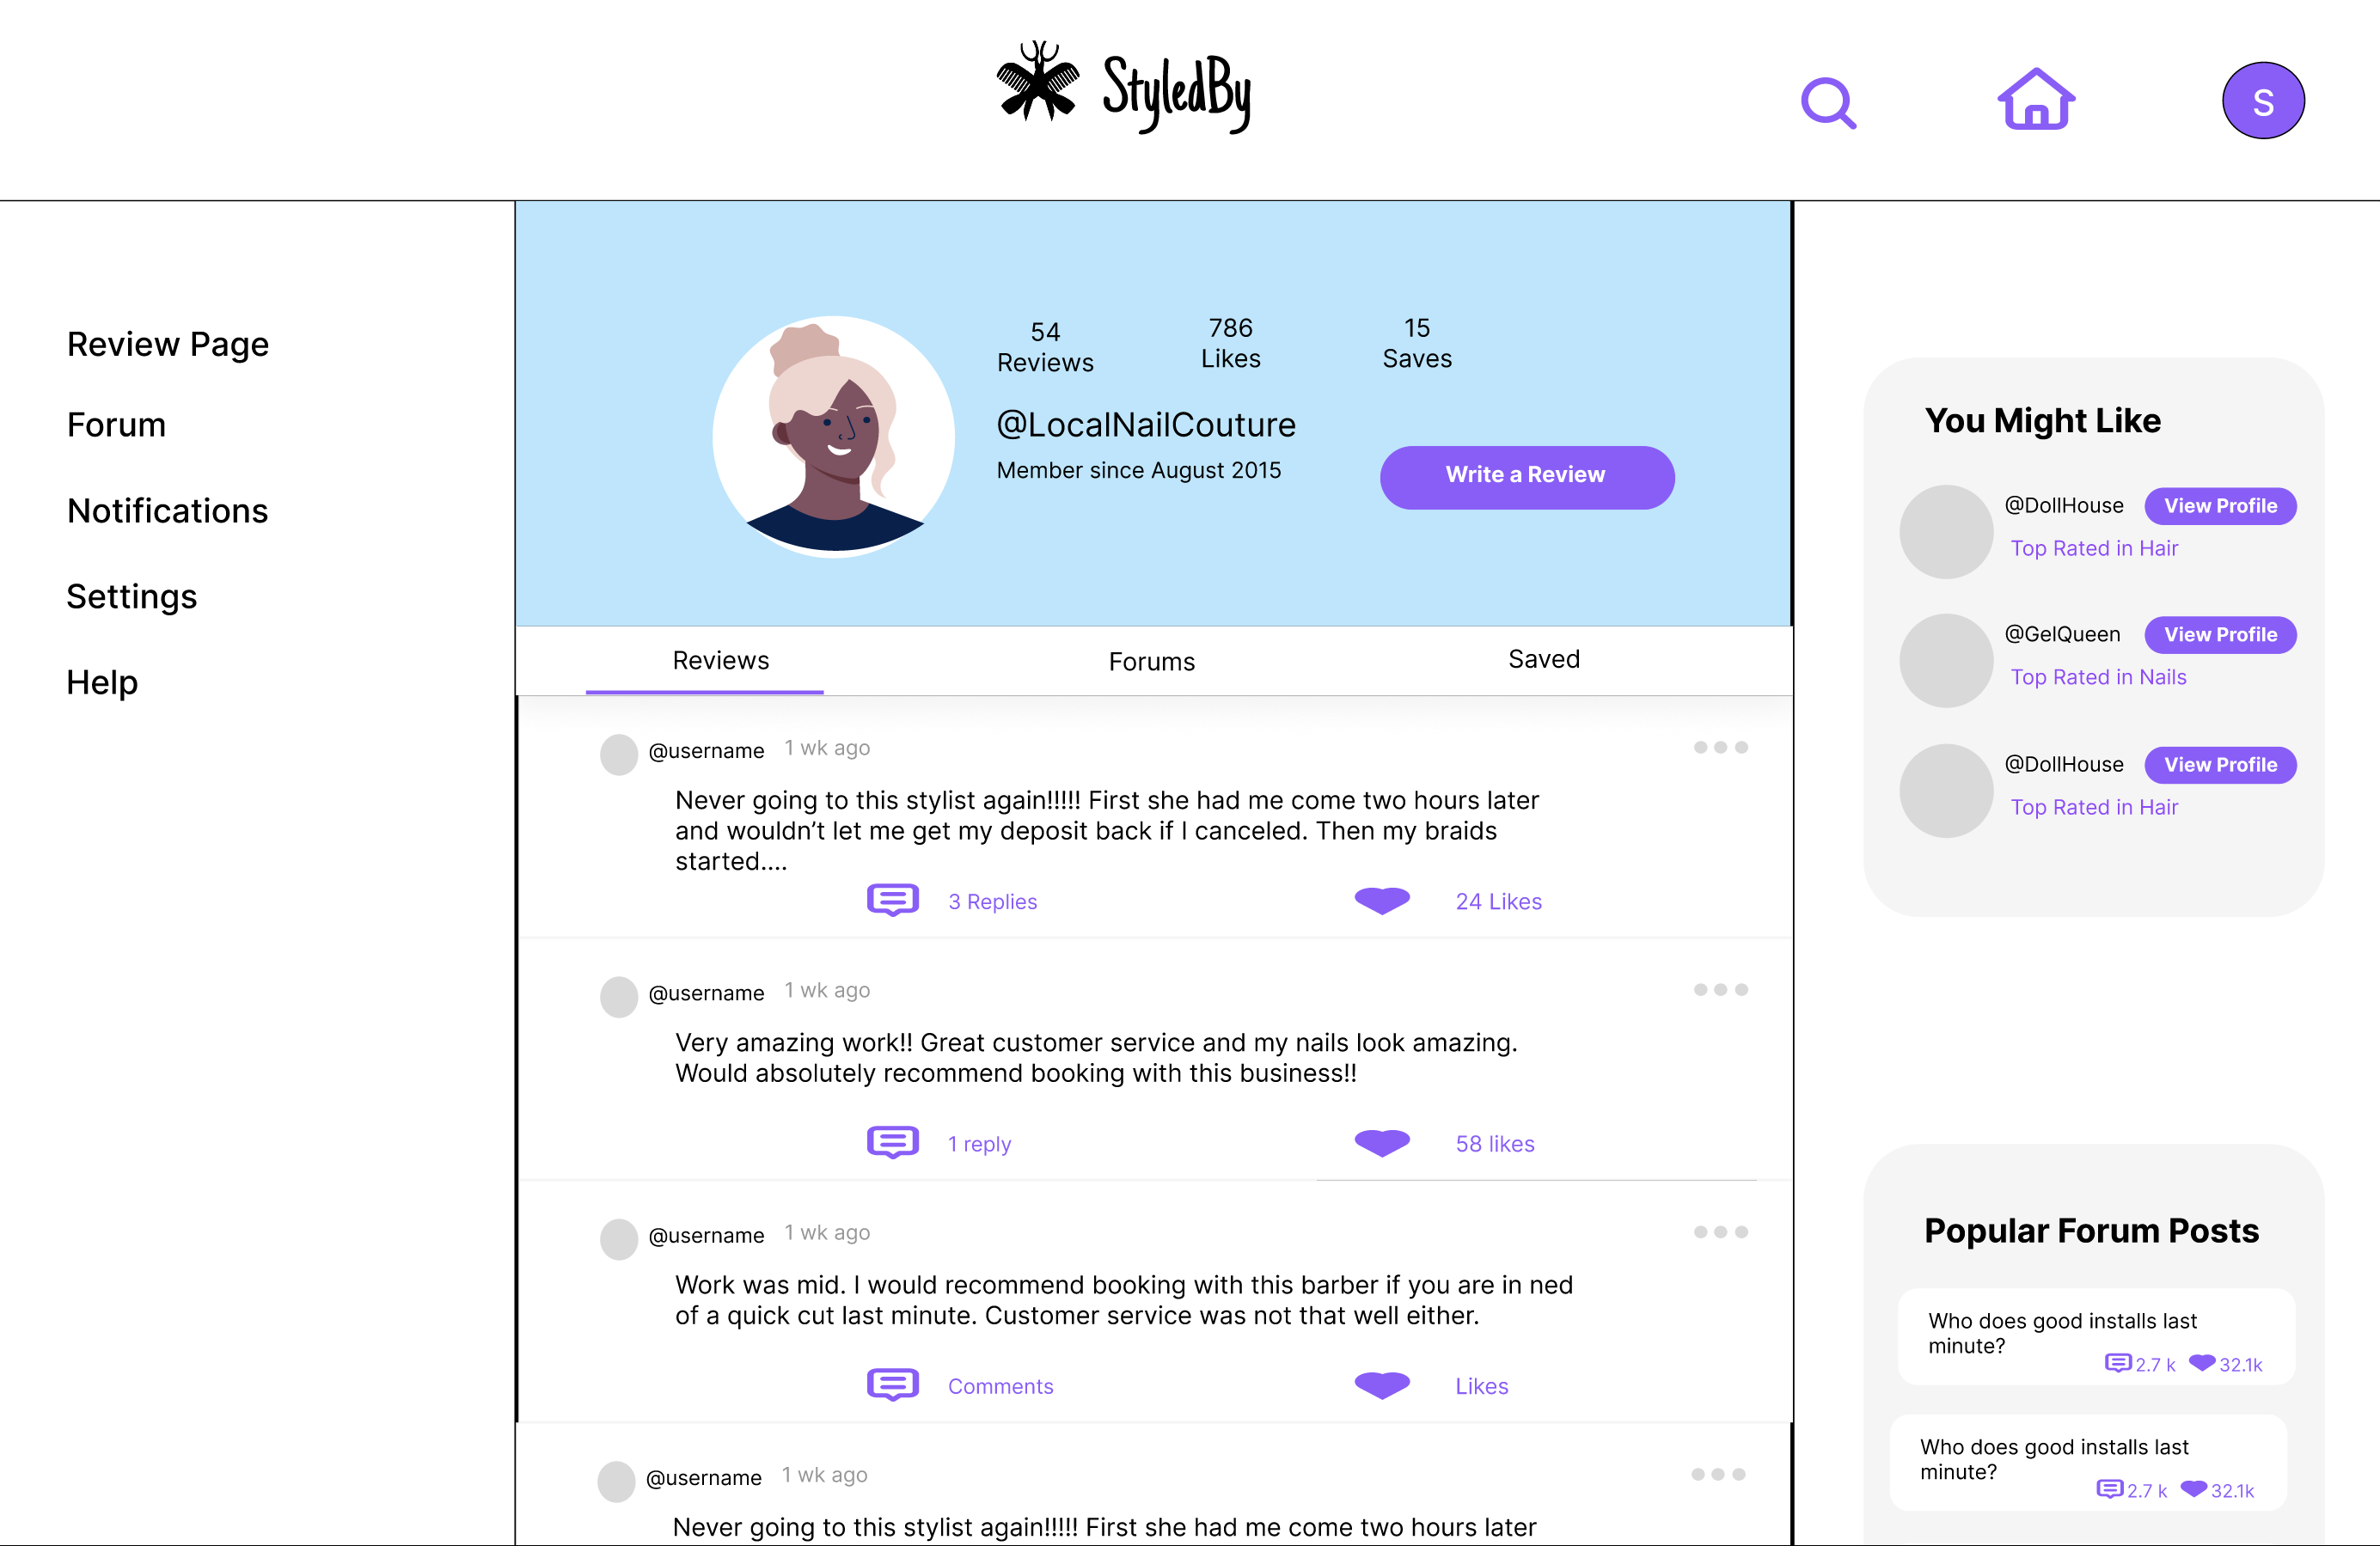 StyledBy
S
Review Page
Forum
Notifications
Settings
Help
54
Reviews
786
Likes
15
Saves
@LocalNailCouture
Member since August 2015
Write a Review
Reviews
Forums
Saved
@username 1 wk ago
Never going to this stylist again!!!!! First she had me come two hours later
and wouldn’t let me get my deposit back if I canceled. Then my braids
started....
3 Replies
24 Likes
@username 1 wk ago
Very amazing work!! Great customer service and my nails look amazing.
Would absolutely recommend booking with this business!!
1 reply
58 likes
@username 1 wk ago
Work was mid. I would recommend booking with this barber if you are in ned
of a quick cut last minute. Customer service was not that well either.
Comments
Likes
@username 1 wk ago
Never going to this stylist again!!!!! First she had me come two hours later
You Might Like
@DollHouse
View Profile
Top Rated in Hair
@GelQueen
View Profile
Top Rated in Nails
@DollHouse
View Profile
Top Rated in Hair
Popular Forum Posts
Who does good installs last
minute?
2.7 k
32.1k
Who does good installs last
minute?
2.7 k
32.1k